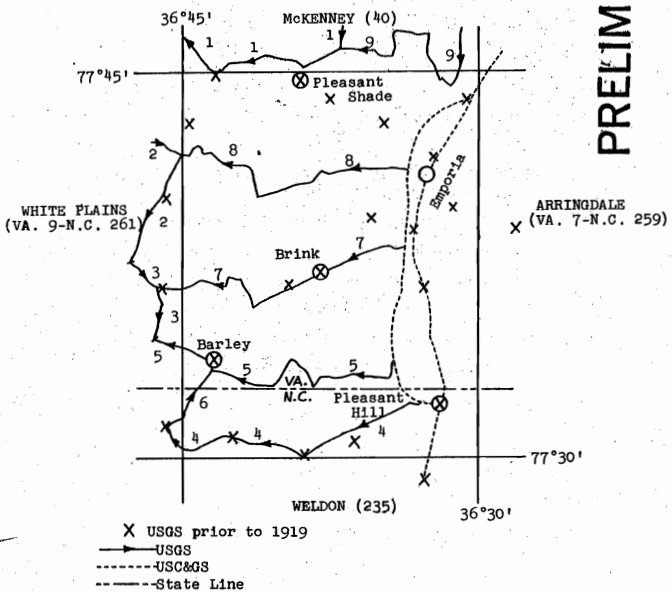 36°45'
McKENNEY (40)
PRELIM
1
1
1
9
9
77°45'
Pleasant
Shade
2
8
8
Emporia
WHITE PLAINS
(VA. 9-N.C. 261)
2
ARRINGDALE
(VA. 7-N.C. 259)
Brink
7
3
7
3
Barley
5
5
VA.
5
N.C.
6
Pleasant
Hill
4
4
4
77°30'
WELDON (235)
36°30'
X USGS prior to 1919
USGS
USC&GS
State Line